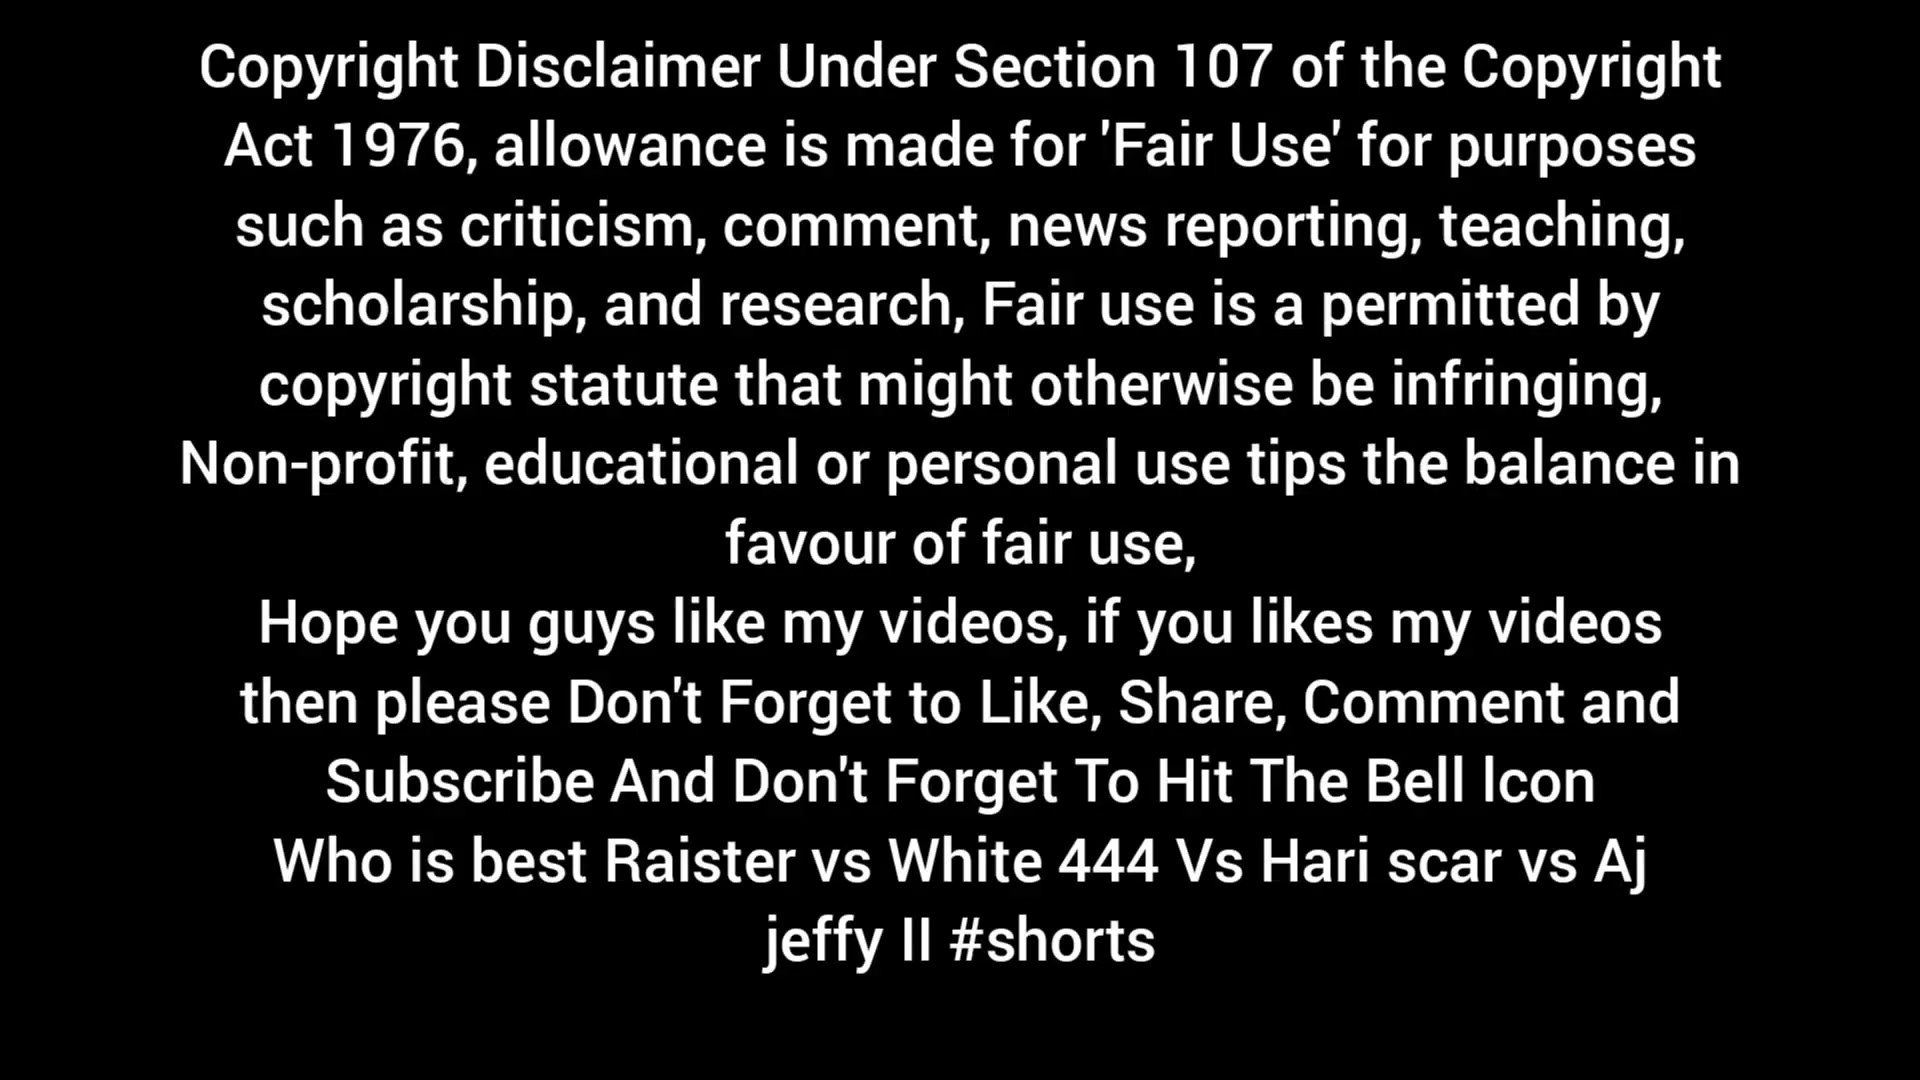 Copyright Disclaimer Under Section 107 of the Copyright
Act 1976, allowance is made for 'Fair Use' for purposes
such as criticism, comment, news reporting, teaching,
scholarship, and research, Fair use is a permitted by
copyright statute that might otherwise be infringing,
Non-profit, educational or personal use tips the balance in
favour of fair use,
Hope you guys like my videos, if you likes my videos
then please Don't Forget to Like, Share, Comment and
Subscribe And Don't Forget To Hit The Bell Icon
Who is best Raister vs White 444 Vs Hari scar vs Aj
jeffy II #shorts